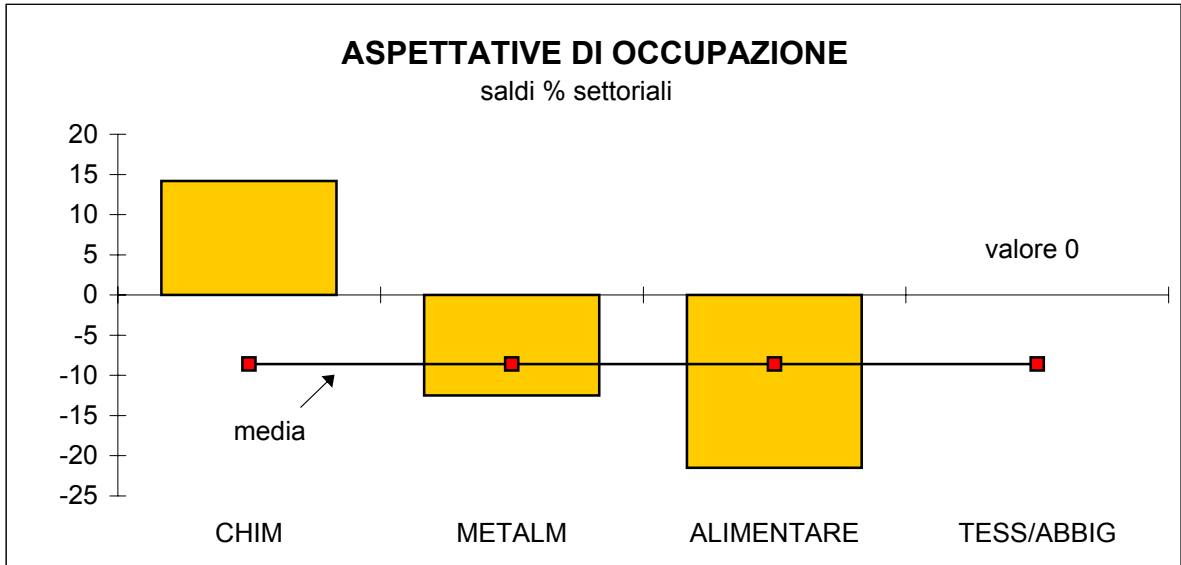 ASPETTATIVE DI OCCUPAZIONE
saldi % settoriali
20
15
10
5
0
-5
-10
-15
-20
-25
valore 0
media
CHIM METALM ALIMENTARE TESS/ABBIG